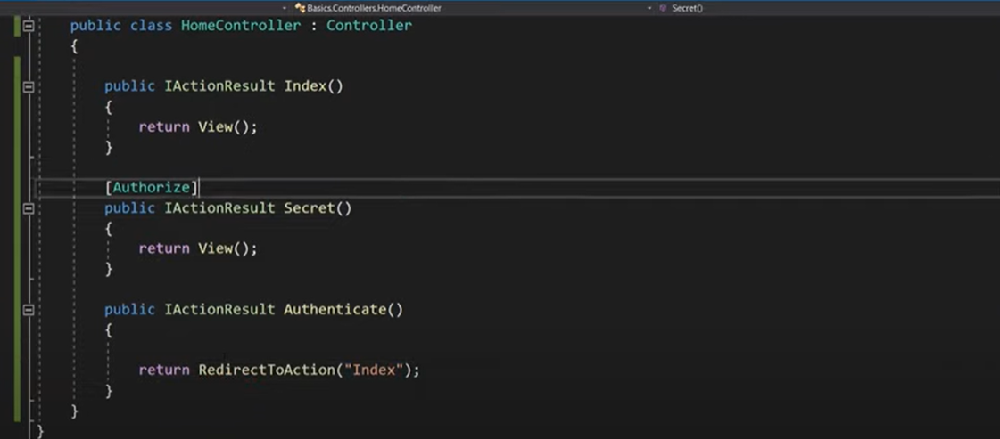 Basics.Controllers.HomeController Secret()
public class HomeController : Controller
{
public IActionResult Index()
{
return View();
}
[Authorize]
public IActionResult Secret()
{
return View();
}
public IActionResult Authenticate()
{
return RedirectToAction("Index");
}
}
}